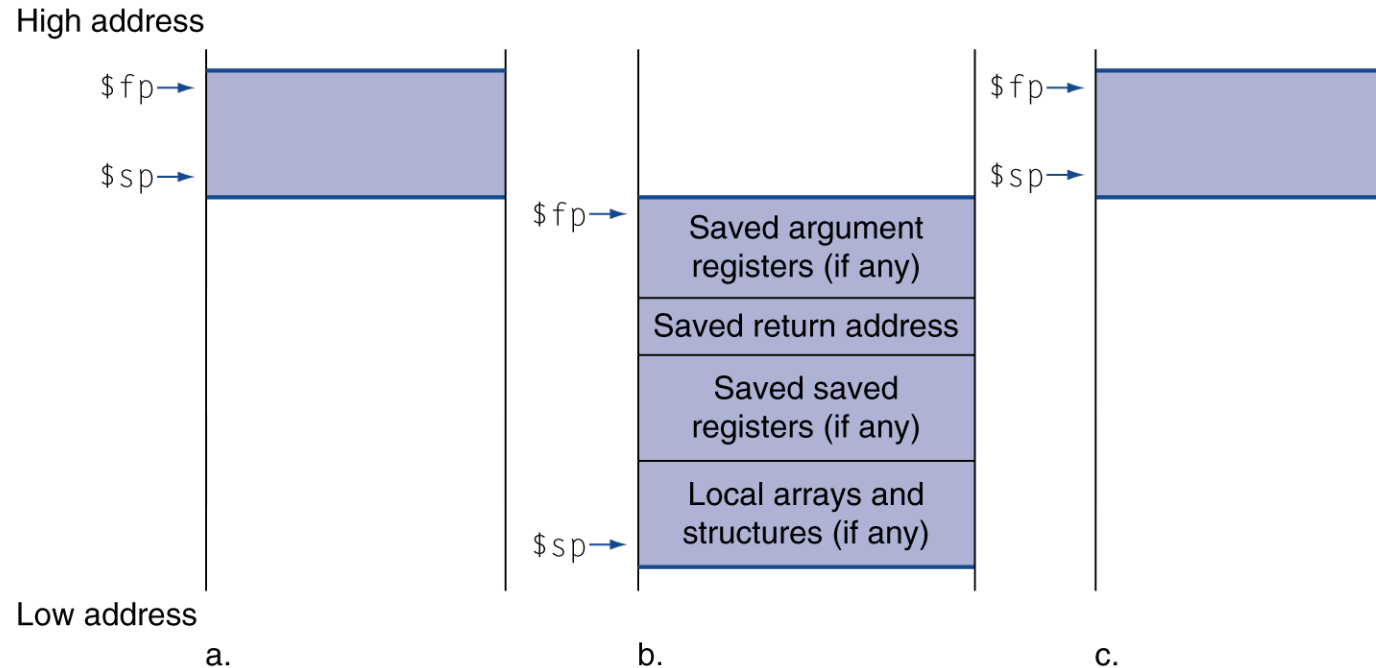 High address
$fp
$sp
$fp
Saved argument
registers (if any)
Saved return address
Saved saved
registers (if any)
Local arrays and
structures (if any)
$sp
$fp
$sp
Low address
a.
b.
c.